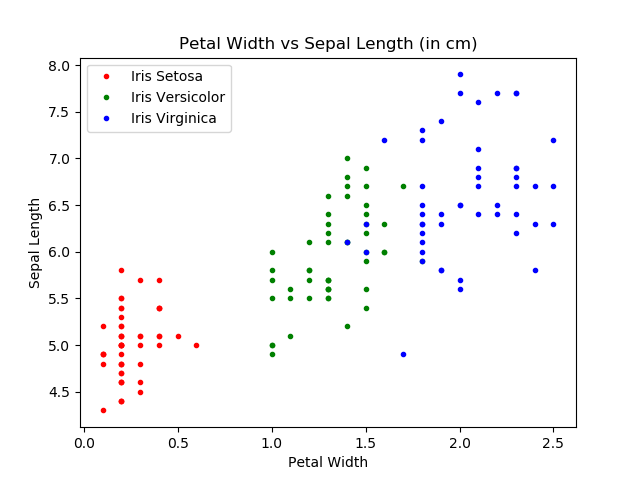 Petal Width vs Sepal Length (in cm)
Iris Setosa
Iris Versicolor
Iris Virginica
8.0
7.5
7.0
6.5
6.0
5.5
5.0
4.5
Sepal Length
0.0 0.5 1.0 1.5 2.0 2.5
Petal Width